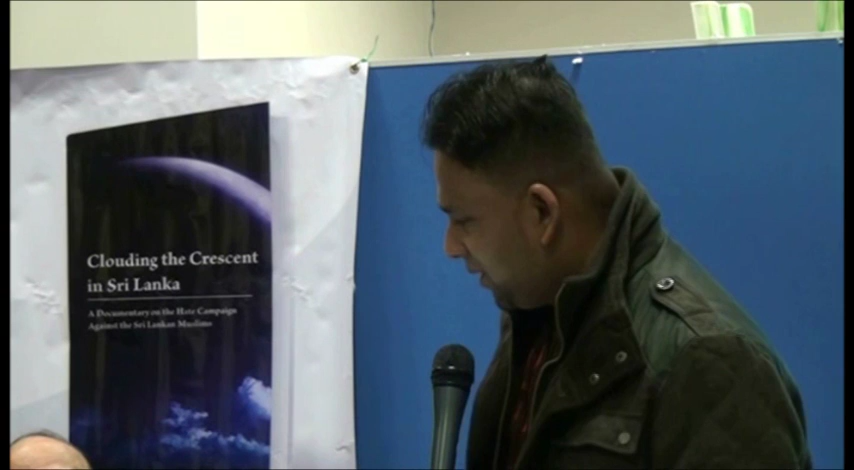 Clouding the Crescent
in Sri Lanka
A Documentary on the Hate Campaign
Against the Sri Lankan Muslims